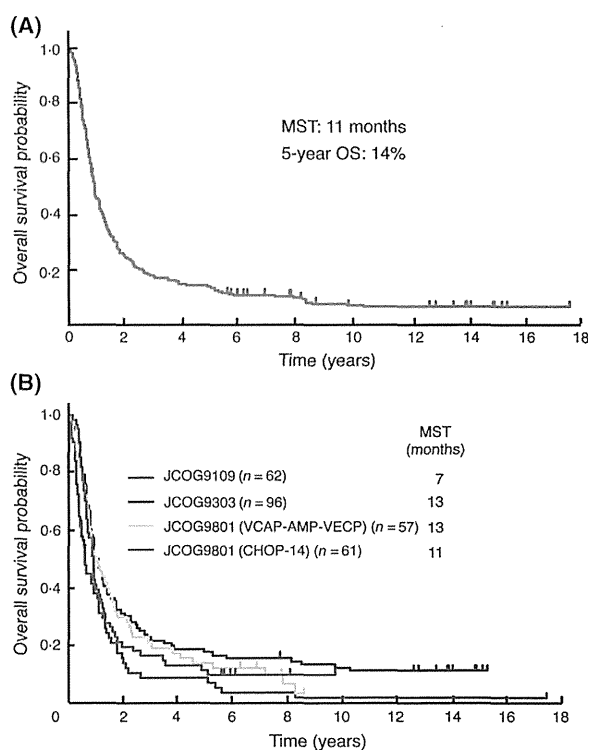 (A)
1·0
0·8
0·6
0·4
0·2
Overall survival probability
MST: 11 months
5-year OS: 14%
0 2 4 6 8 10 12 14 16 18
Time (years)
(B)
1·0
0·8
0·6
0·4
0·2
0
Overall survival probability
MST
(months)
JCOG9109 (n = 62) 7
JCOG9303 (n = 96) 13
JCOG9801 (VCAP-AMP-VECP) (n = 57) 13
JCOG9801 (CHOP-14) (n = 61) 11
2 4 6 8 10 12 14 16 18
Time (years)